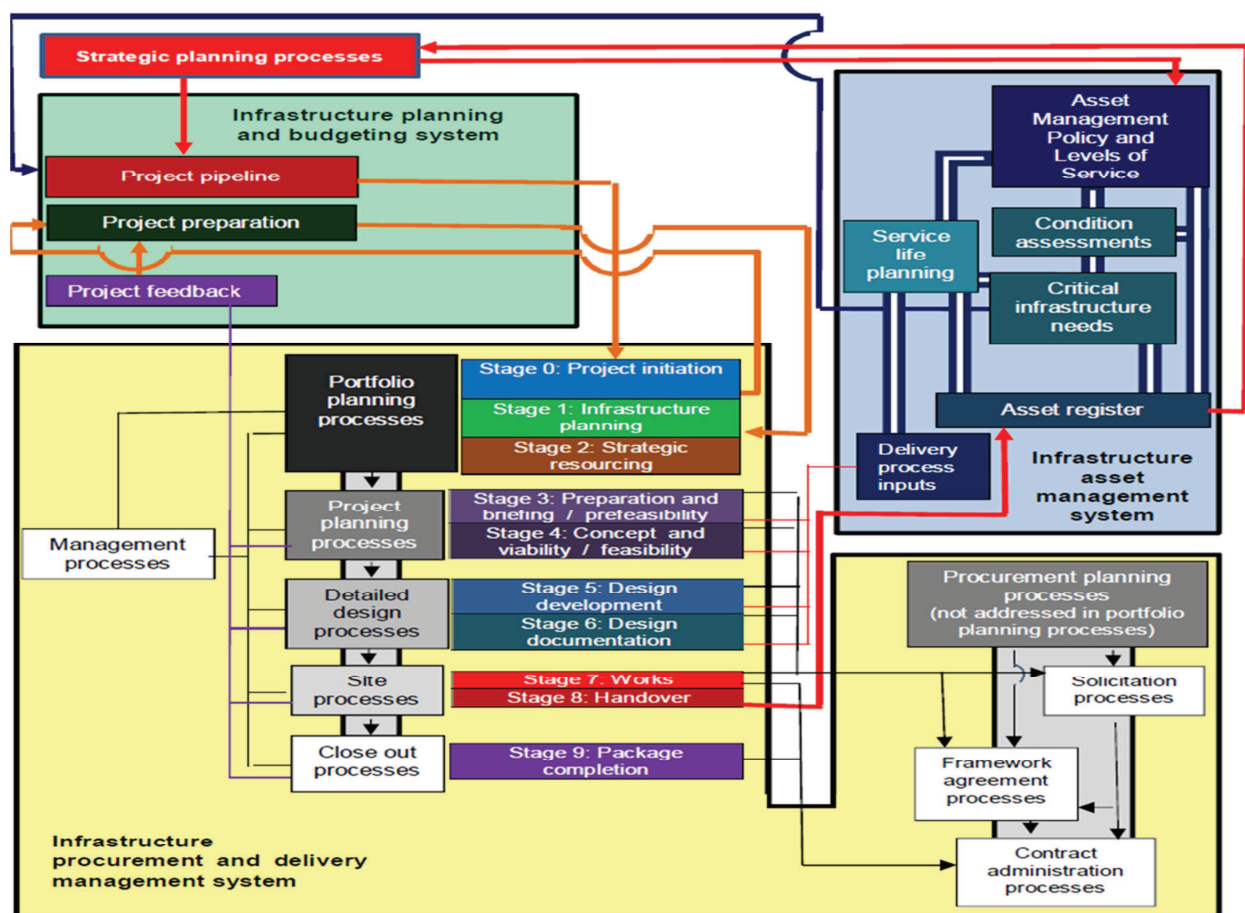 Strategic planning processes
Infrastructure planning
and budgeting system
Project pipeline
Project preparation
Project feedback
Asset
Management
Policy and
Levels of
Service
Service
life
planning
Condition
assessments
Critical
infrastructure
needs
Asset register
Delivery
process
inputs
Infrastructure
asset
management
system
Portfolio
planning
processes
Stage 0: Project initiation
Stage 1: Infrastructure
planning
Stage 2: Strategic
resourcing
Management
processes
Project
planning
processes
Stage 3: Preparation and
briefing / prefeasibility
Stage 4: Concept and
viability / feasibility
Detailed
design
processes
Stage 5: Design
development
Stage 6: Design
documentation
Site
processes
Stage 7: Works
Stage 8: Handover
Close out
processes
Stage 9: Package
completion
Procurement planning
processes
(not addressed in portfolio
planning processes)
Solicitation
processes
Framework
agreement
processes
Contract
administration
processes
Infrastructure
procurement and delivery
management system